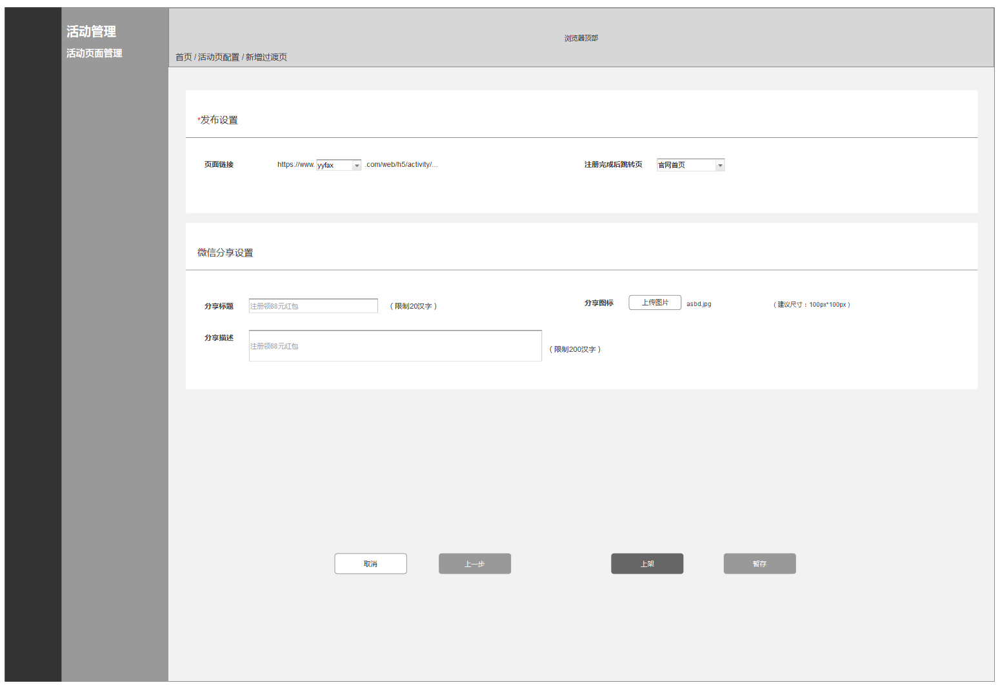 活动管理
活动页面管理
浏览器顶部
首页 / 活动页配置 / 新增过渡页
*发布设置
页面链接 https://www. yyfax .com/web/h5/activity/... 注册完成后跳转页 官网首页
微信分享设置
分享标题 注册领88元红包 (限制20汉字) 分享图标 上传图片 asbd.jpg (建议尺寸:100px*100px)
分享描述 注册领88元红包 (限制200汉字)
取消 上一步 上架 暂存